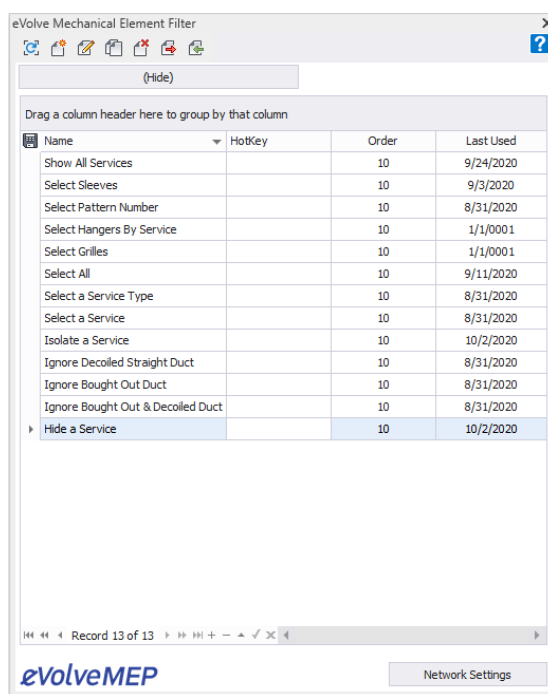 eVolve Mechanical Element Filter
?
(Hide)
Drag a column header here to group by that column
Name HotKey Order Last Used
Show All Services 10 9/24/2020
Select Sleeves 10 9/3/2020
Select Pattern Number 10 8/31/2020
Select Hangers By Service 10 1/1/0001
Select Grilles 10 1/1/0001
Select All 10 9/11/2020
Select a Service Type 10 8/31/2020
Select a Service 10 8/31/2020
Isolate a Service 10 10/2/2020
Ignore Decoiled Straight Duct 10 8/31/2020
Ignore Bought Out Duct 10 8/31/2020
Ignore Bought Out & Decoiled Duct 10 8/31/2020
Hide a Service 10 10/2/2020
Record 13 of 13
eVolveMEP Network Settings